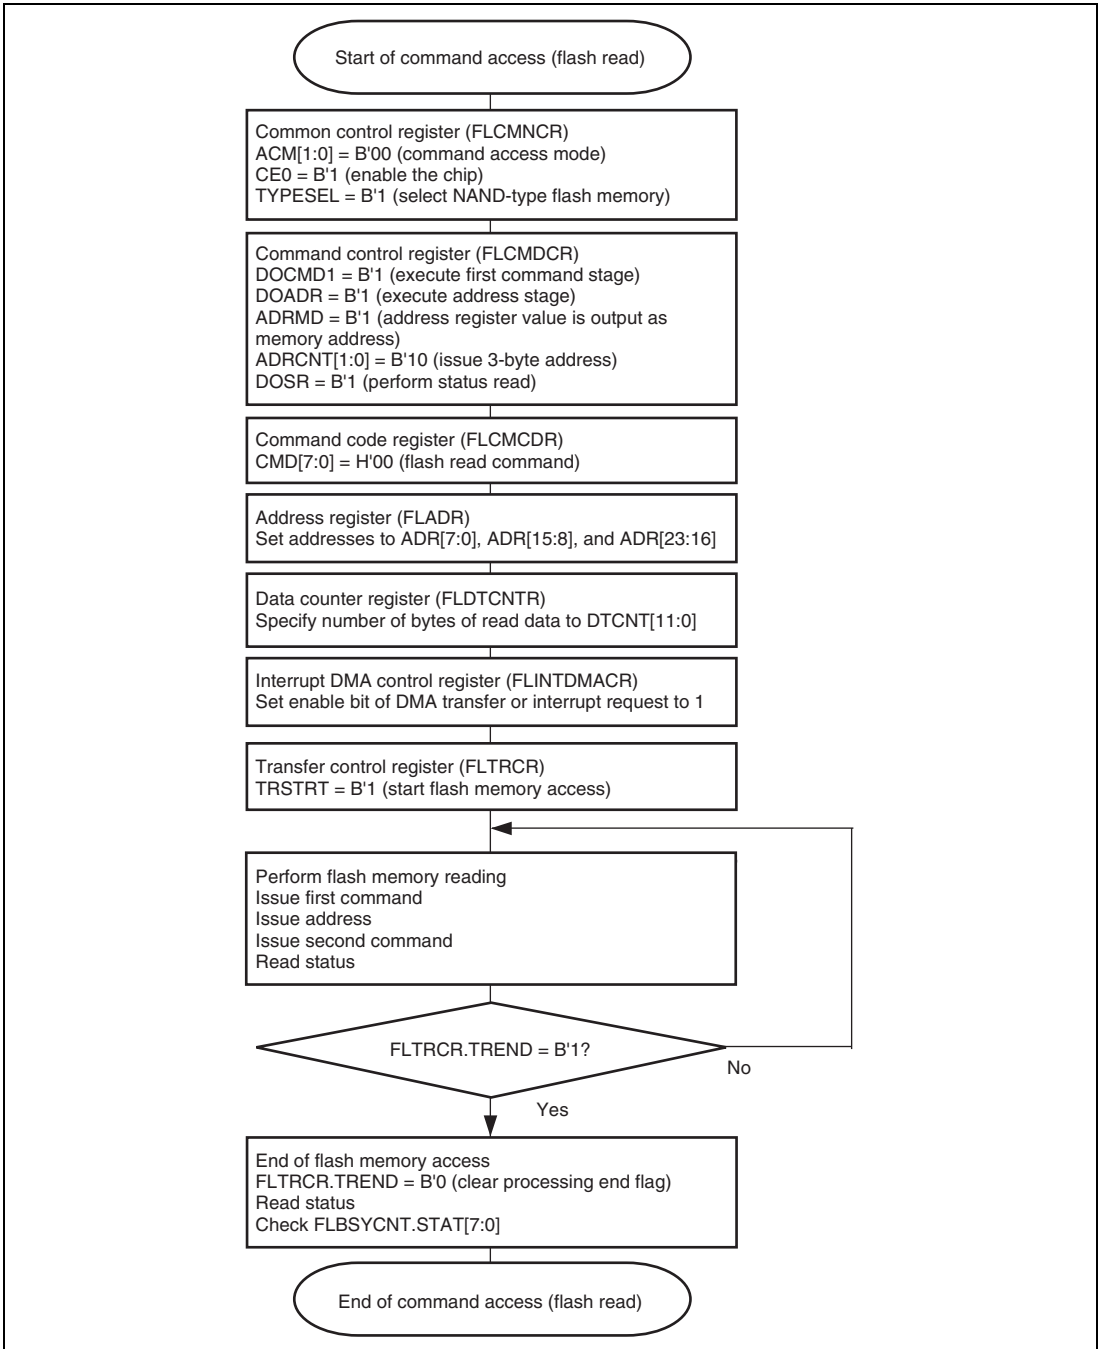 Start of command access (flash read)
Common control register (FLCMNCR)
ACM[1:0] = B'00 (command access mode)
CE0 = B'1 (enable the chip)
TYPESEL = B'1 (select NAND-type flash memory)
Command control register (FLCMDCR)
DOCMD1 = B'1 (execute first command stage)
DOADR = B'1 (execute address stage)
ADRMD = B'1 (address register value is output as
memory address)
ADRCNT[1:0] = B'10 (issue 3-byte address)
DOSR = B'1 (perform status read)
Command code register (FLCMCDR)
CMD[7:0] = H'00 (flash read command)
Address register (FLADR)
Set addresses to ADR[7:0], ADR[15:8], and ADR[23:16]
Data counter register (FLDTCNTR)
Specify number of bytes of read data to DTCNT[11:0]
Interrupt DMA control register (FLINTDMACR)
Set enable bit of DMA transfer or interrupt request to 1
Transfer control register (FLTRCR)
TRSTRT = B'1 (start flash memory access)
Perform flash memory reading
Issue first command
Issue address
Issue second command
Read status
FLTRCR.TREND = B'1?
No
Yes
End of flash memory access
FLTRCR.TREND = B'0 (clear processing end flag)
Read status
Check FLBSYCNT.STAT[7:0]
End of command access (flash read)